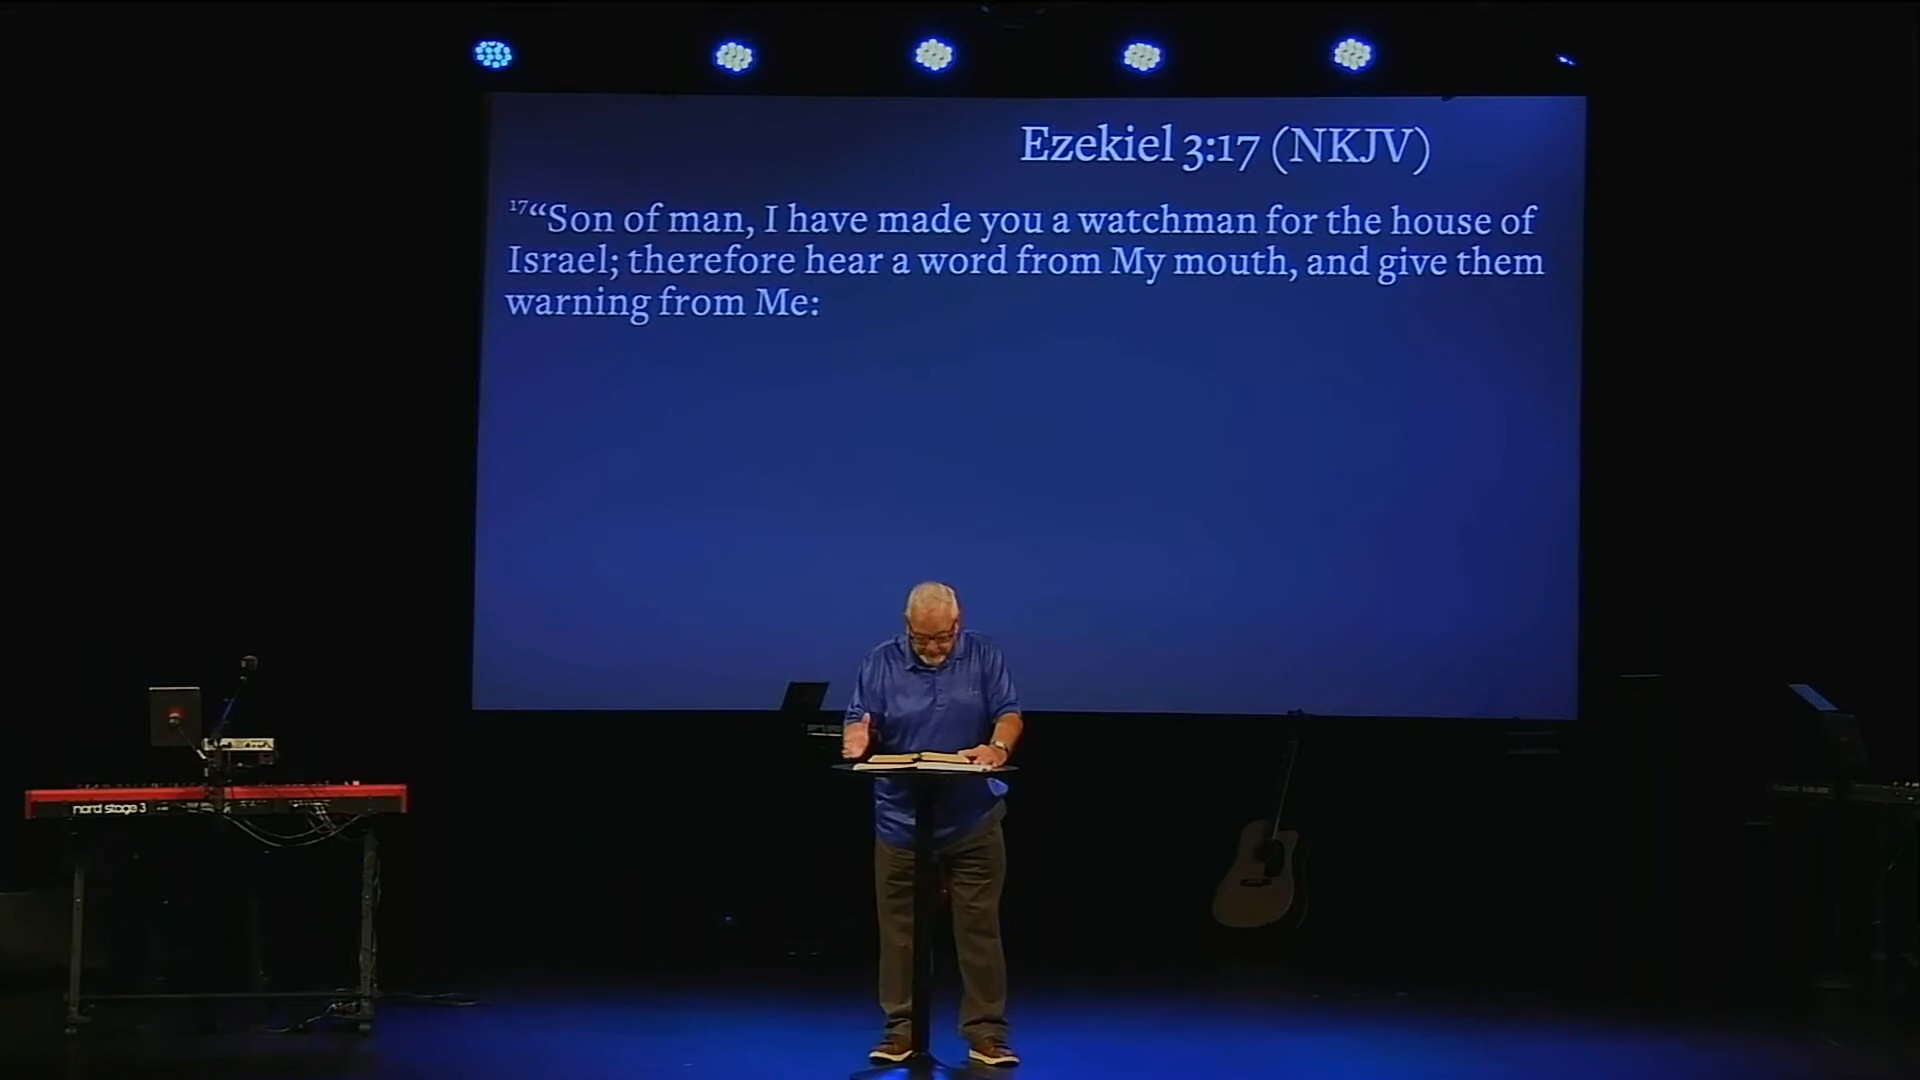 Ezekiel 3:17 (NKJV)
17“Son of man, I have made you a watchman for the house of
Israel; therefore hear a word from My mouth, and give them
warning from Me:
nord stage 3